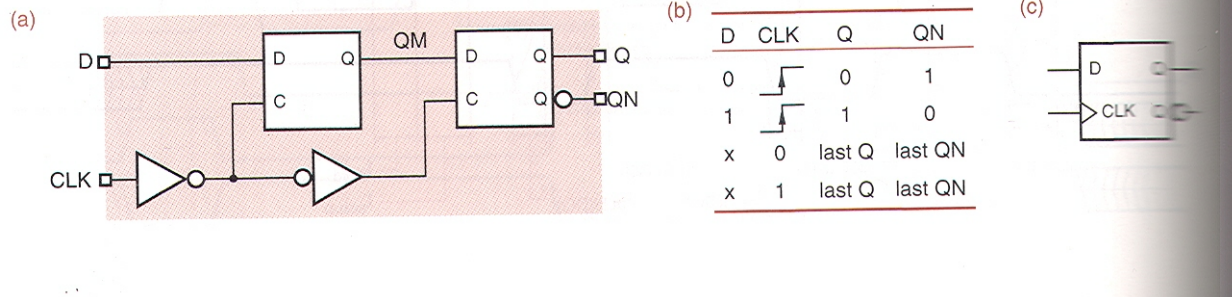 (a)
D
D Q
QM
D Q
Q
C
C Q
QN
CLK
(b)
D CLK Q QN
0 0 1
1 1 0
x 0 last Q last QN
x 1 last Q last QN
(c)
D Q
CLK Q